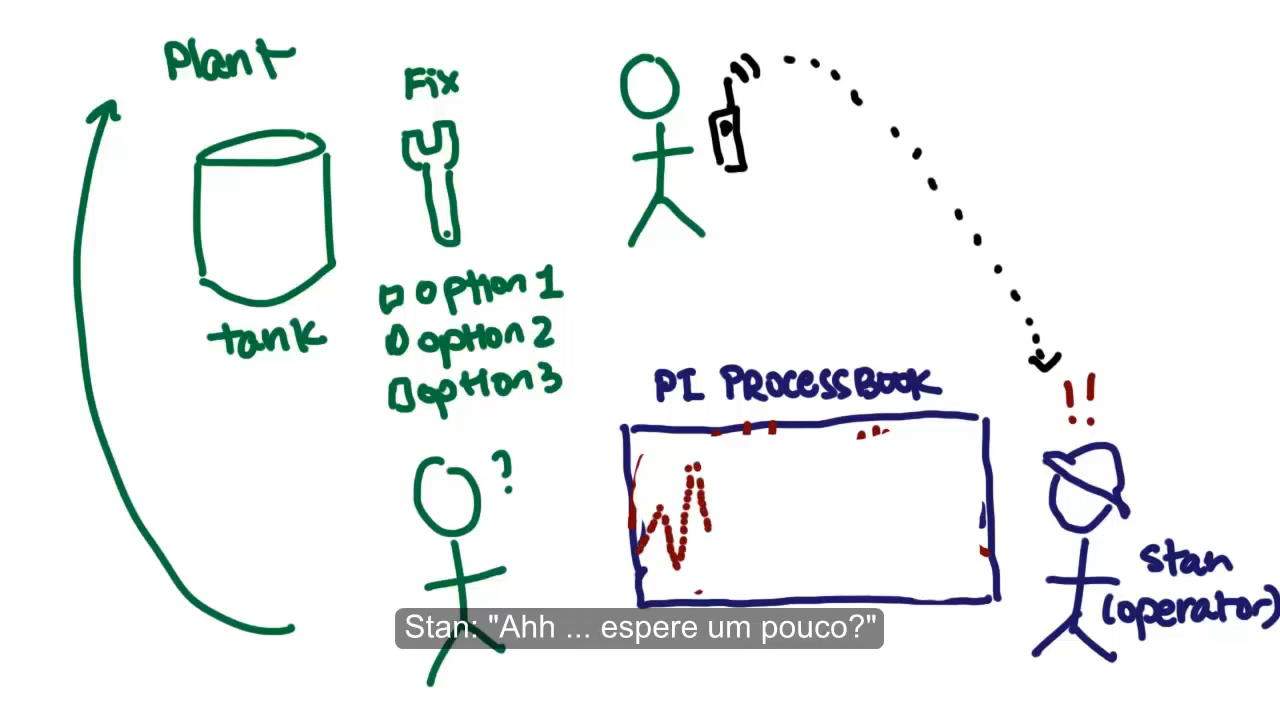 Plant
Fix
tank
option 1
option 2
option 3
?
PI PROCESSBOOK
!!
stan
(operator)
Stan: "Ahh ... espere um pouco?"